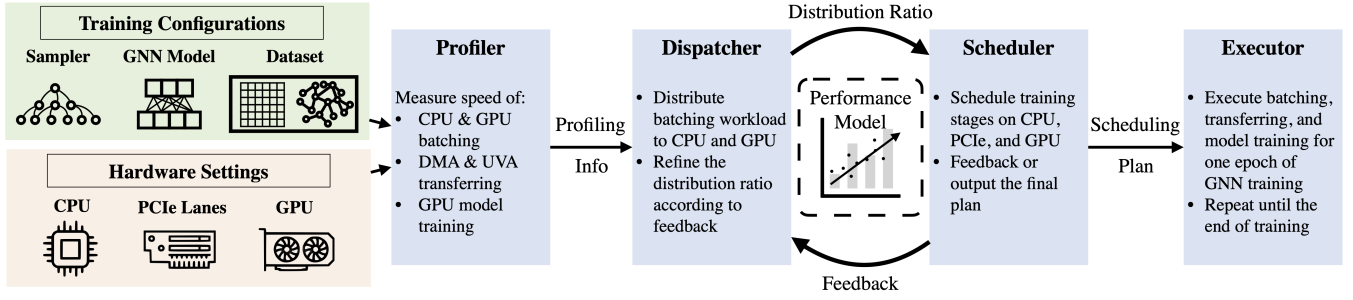 Training Configurations
Sampler
GNN Model
Dataset
Hardware Settings
CPU
PCIe Lanes
GPU
Profiler
Measure speed of:
• CPU & GPU
batching
• DMA & UVA
transferring
• GPU model
training
Profiling
Info
Dispatcher
• Distribute
batching workload
to CPU and GPU
• Refine the
distribution ratio
according to
feedback
Distribution Ratio
Performance
Model
Feedback
Scheduler
• Schedule training
stages on CPU,
PCIe, and GPU
• Feedback or
output the final
plan
Scheduling
Plan
Executor
• Execute batching,
transferring, and
model training for
one epoch of
GNN training
• Repeat until the
end of training